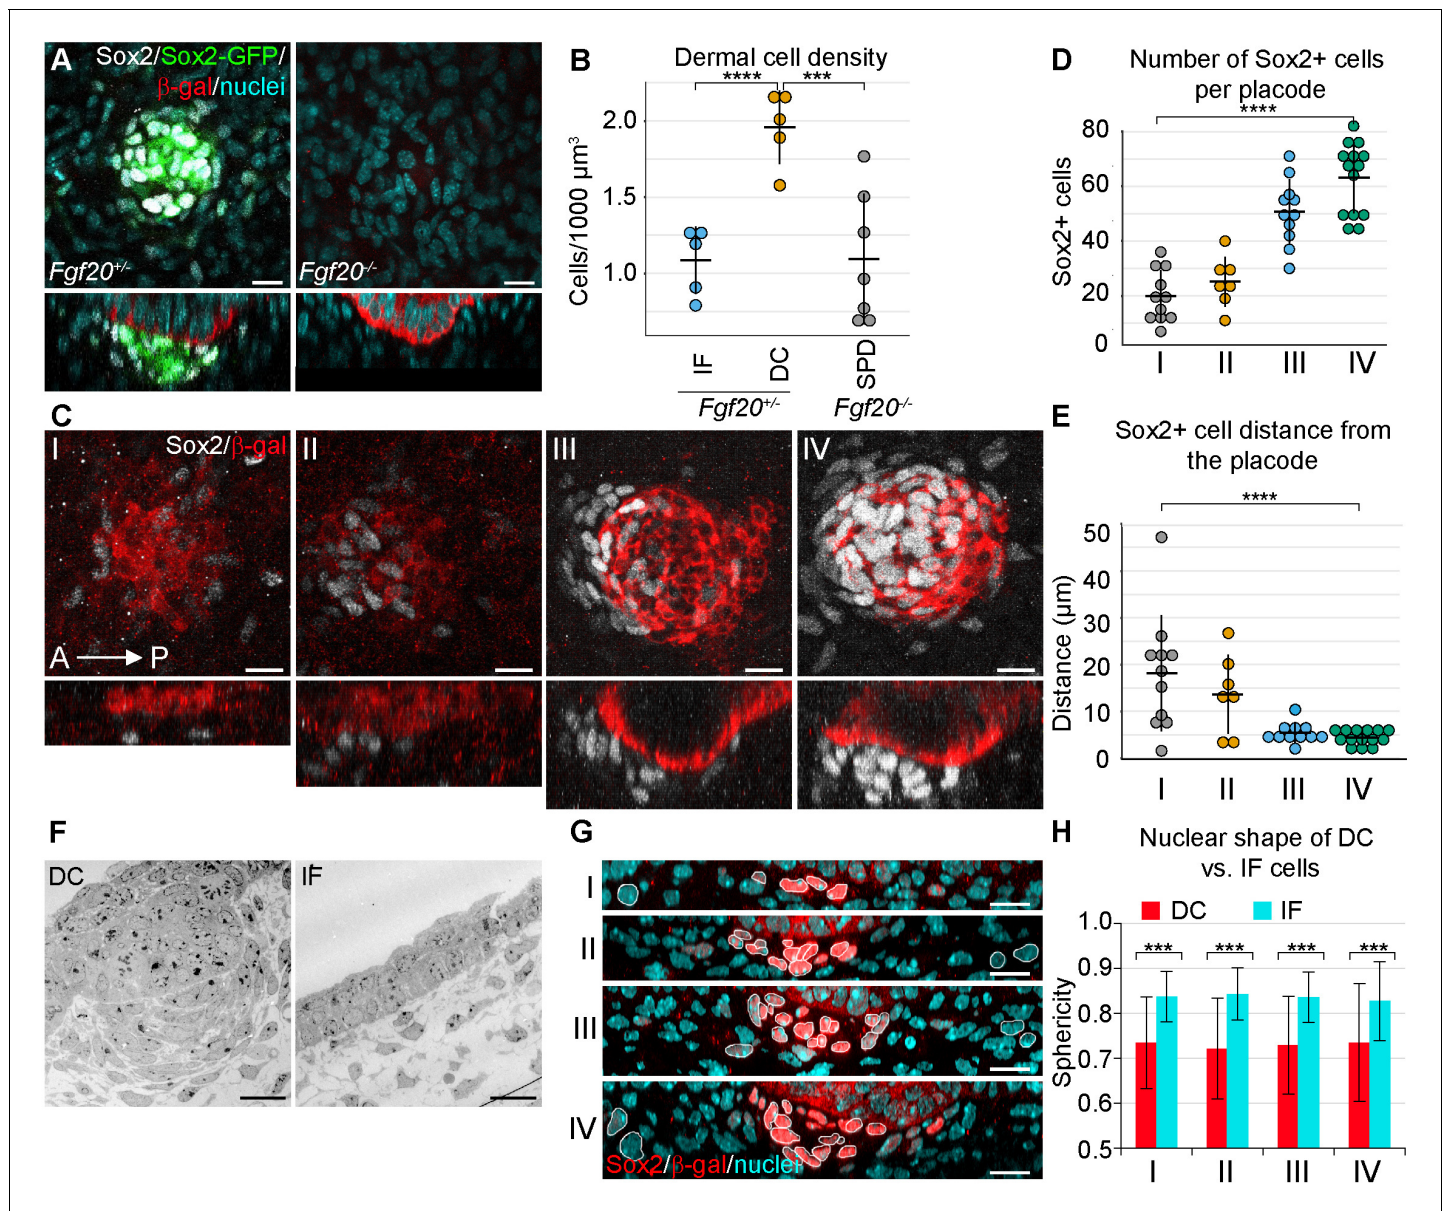 A
Sox2/Sox2-GFP/
β-gal/nuclei
Fgf20+/-
Fgf20-/-
B
Dermal cell density
**** ***
Cells/1000 µm³
2.0
1.5
1.0
IF
DC
SPD
Fgf20+/-
Fgf20-/-
C
I
Sox2/β-gal
A P
II
III
IV
D
Number of Sox2+ cells
per placode
****
Sox2+ cells
80
60
40
20
0
I II III IV
E
Sox2+ cell distance from
the placode
****
Distance (µm)
50
40
30
20
10
0
I II III IV
F
DC
IF
G
I
II
III
IV
Sox2/β-gal/nuclei
H
Nuclear shape of DC
vs. IF cells
DC IF
*** *** *** ***
Sphericity
1.0
0.9
0.8
0.7
0.6
0.5
I II III IV